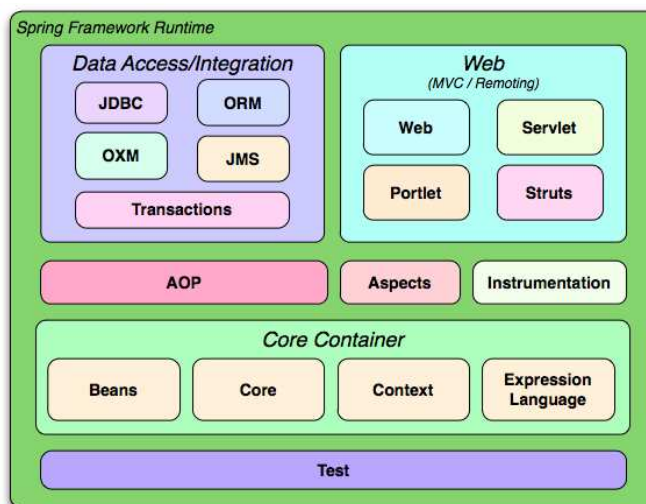 Spring Framework Runtime
Data Access/Integration
JDBC
ORM
OXM
JMS
Transactions
Web
(MVC / Remoting)
Web
Servlet
Portlet
Struts
AOP
Aspects
Instrumentation
Core Container
Beans
Core
Context
Expression
Language
Test